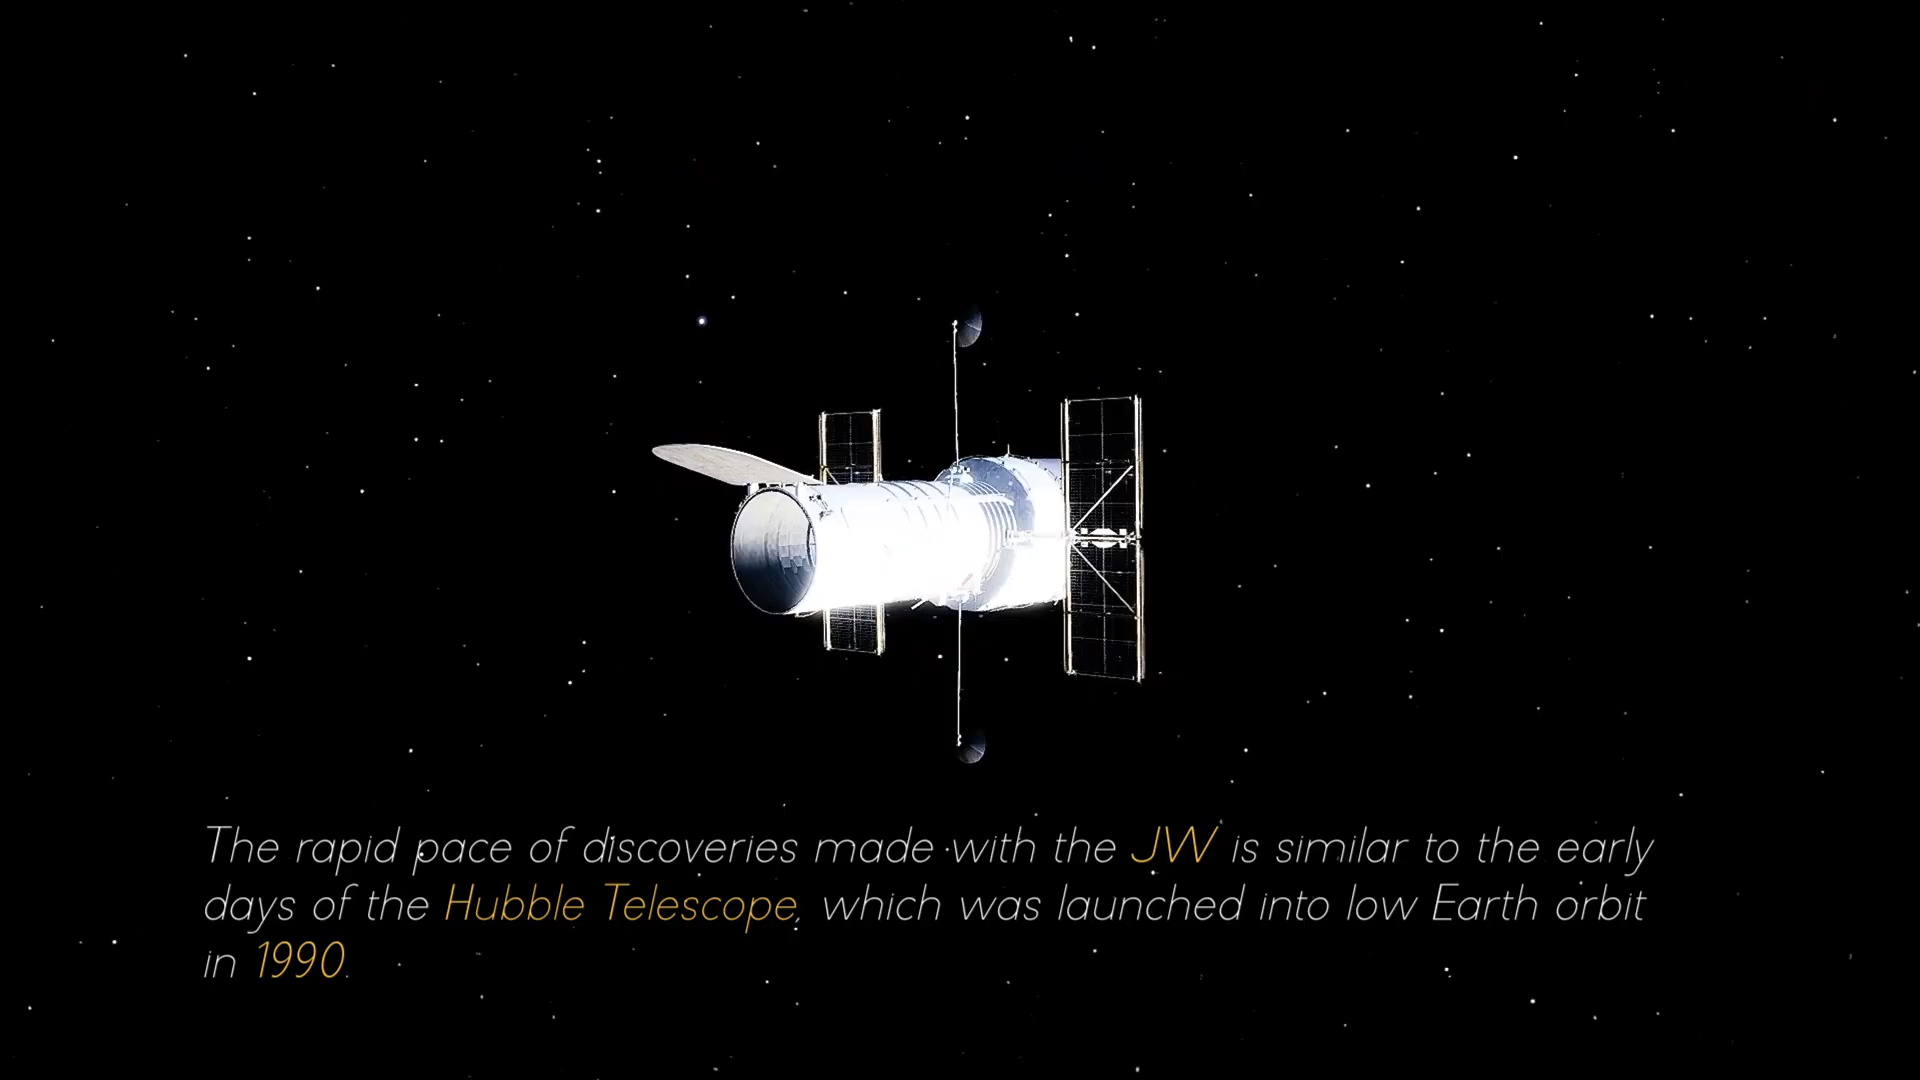 The rapid pace of discoveries made with the JW is similar to the early
days of the Hubble Telescope, which was launched into low Earth orbit
in 1990.